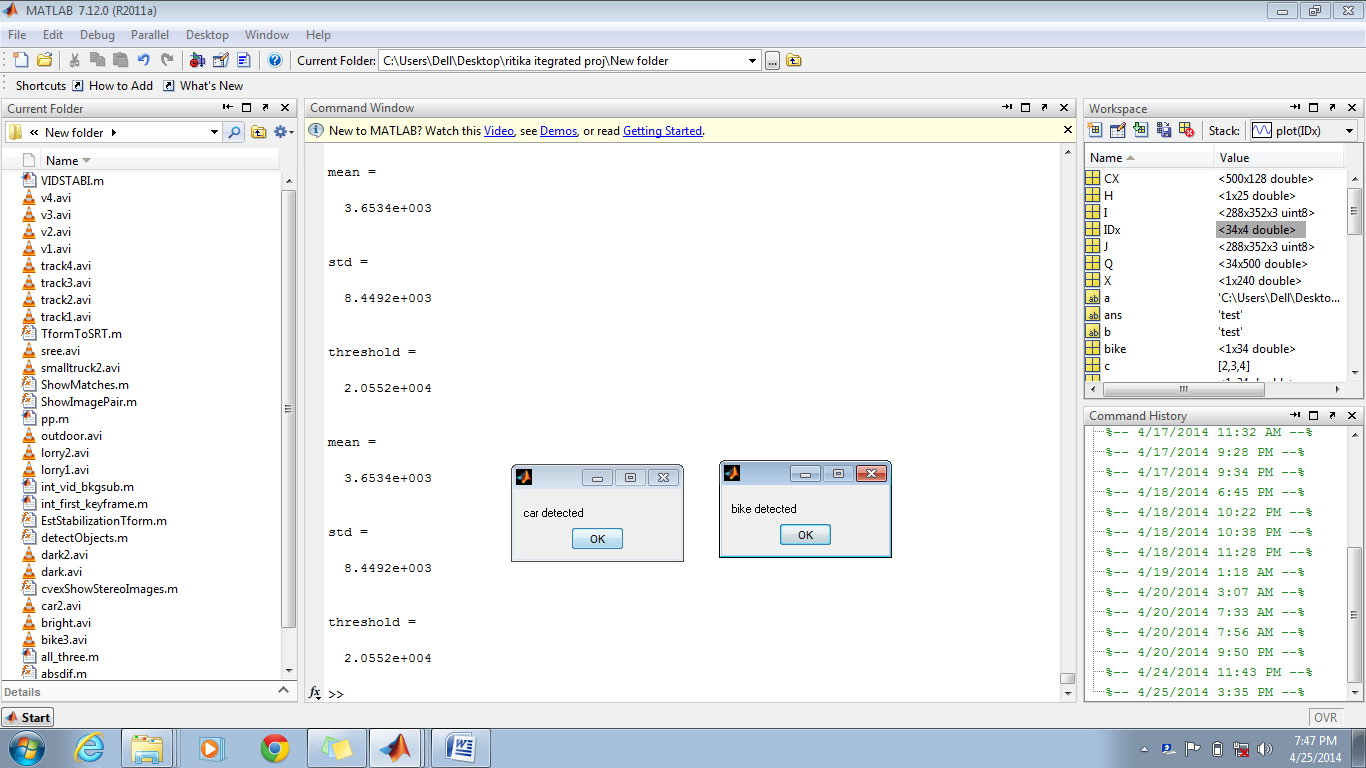 MATLAB 7.12.0 (R2011a)
File Edit Debug Parallel Desktop Window Help
Current Folder: C:\Users\Dell\Desktop\ritika itegrated proj\New folder ...
Shortcuts How to Add What's New
Current Folder
« New folder
Name
VIDSTABI.m
v4.avi
v3.avi
v2.avi
v1.avi
track4.avi
track3.avi
track2.avi
track1.avi
TformToSRT.m
sree.avi
smalltruck2.avi
ShowMatches.m
ShowImagePair.m
pp.m
outdoor.avi
lorry2.avi
lorry1.avi
int_vid_bkgsub.m
int_first_keyframe.m
EstStabilizationTform.m
detectObjects.m
dark2.avi
dark.avi
cvexShowStereoImages.m
car2.avi
bright.avi
bike3.avi
all_three.m
absdif.m
Details
Command Window
New to MATLAB? Watch this Video, see Demos, or read Getting Started.
mean =
3.6534e+003
std =
8.4492e+003
threshold =
2.0552e+004
mean =
3.6534e+003
std =
8.4492e+003
threshold =
2.0552e+004
fx >>
car detected
OK
bike detected
OK
Workspace
Stack: plot(IDx)
Name Value
CX <500x128 double>
H <1x25 double>
I <288x352x3 uint8>
IDx <34x4 double>
J <288x352x3 uint8>
Q <34x500 double>
X <1x240 double>
ab a 'C:\Users\Dell\Deskto...
ab ans 'test'
ab b 'test'
bike <1x34 double>
c [2,3,4]
Command History
%-- 4/17/2014 11:32 AM --%
%-- 4/17/2014 9:28 PM --%
%-- 4/17/2014 9:34 PM --%
%-- 4/18/2014 6:45 PM --%
%-- 4/18/2014 10:22 PM --%
%-- 4/18/2014 10:38 PM --%
%-- 4/18/2014 11:28 PM --%
%-- 4/19/2014 1:18 AM --%
%-- 4/20/2014 3:07 AM --%
%-- 4/20/2014 7:33 AM --%
%-- 4/20/2014 7:56 AM --%
%-- 4/20/2014 9:50 PM --%
%-- 4/24/2014 11:43 PM --%
%-- 4/25/2014 3:35 PM --%
Start
OVR
7:47 PM
4/25/2014